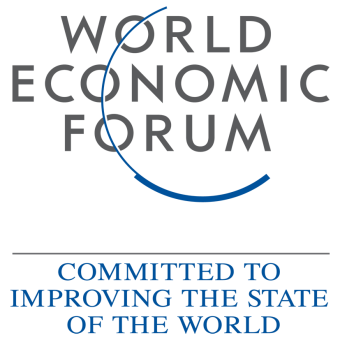 WORLD
ECONOMIC
FORUM
COMMITTED TO
IMPROVING THE STATE
OF THE WORLD